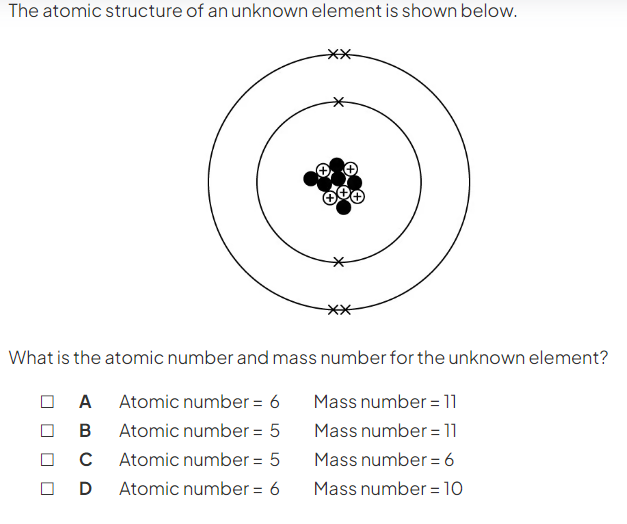 The atomic structure of an unknown element is shown below.
What is the atomic number and mass number for the unknown element?
A Atomic number = 6 Mass number = 11
B Atomic number = 5 Mass number = 11
C Atomic number = 5 Mass number = 6
D Atomic number = 6 Mass number = 10